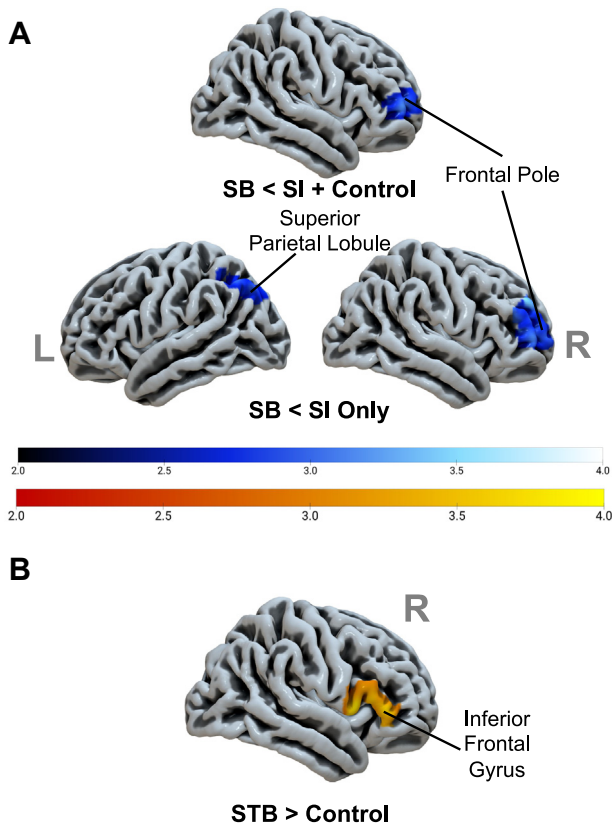 A
SB < SI + Control
Frontal Pole
Superior
Parietal Lobule
L
R
SB < SI Only
2.0 2.5 3.0 3.5 4.0
2.0 2.5 3.0 3.5 4.0
B
R
Inferior
Frontal
Gyrus
STB > Control